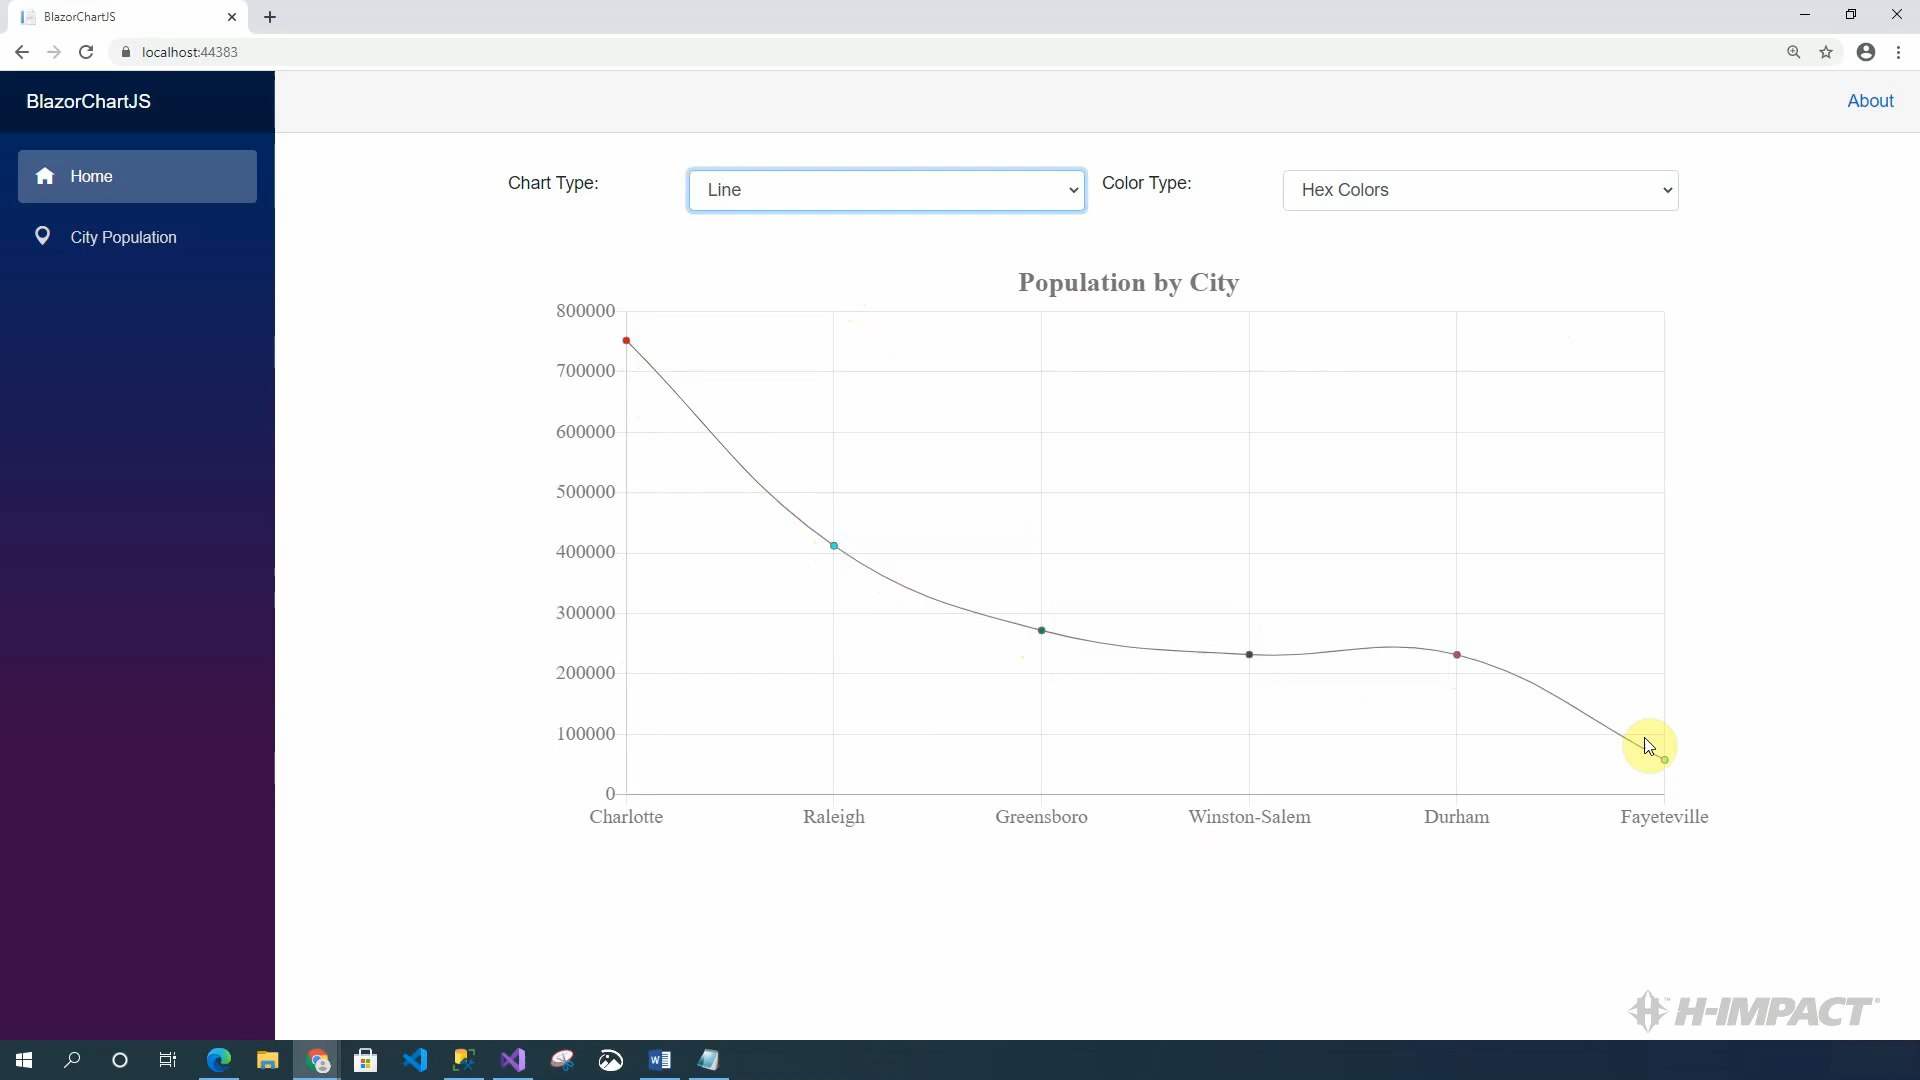 BlazorChartJS
localhost:44383
BlazorChartJS
About
Home
City Population
Chart Type:
Line
Color Type:
Hex Colors
Population by City
800000
700000
600000
500000
400000
300000
200000
100000
0
Charlotte Raleigh Greensboro Winston-Salem Durham Fayeteville
H-IMPACT